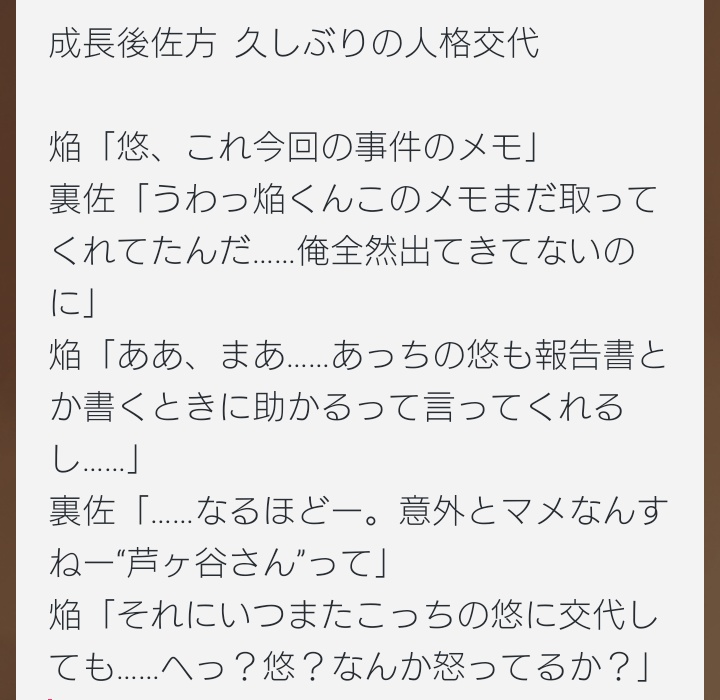 成長後佐方  久しぶりの人格交代
焔「悠、これ今回の事件のメモ」
裏佐「うわっ焔くんこのメモまだ取って
くれてたんだ……俺全然出てきてないの
に」
焔「ああ、まあ……あっちの悠も報告書と
か書くときに助かるって言ってくれる
し……」
裏佐「……なるほどー。意外とマメなんす
ねー“芦ヶ谷さん”って」
焔「それにいつまたこっちの悠に交代し
ても……へっ？悠？なんか怒ってるか？」